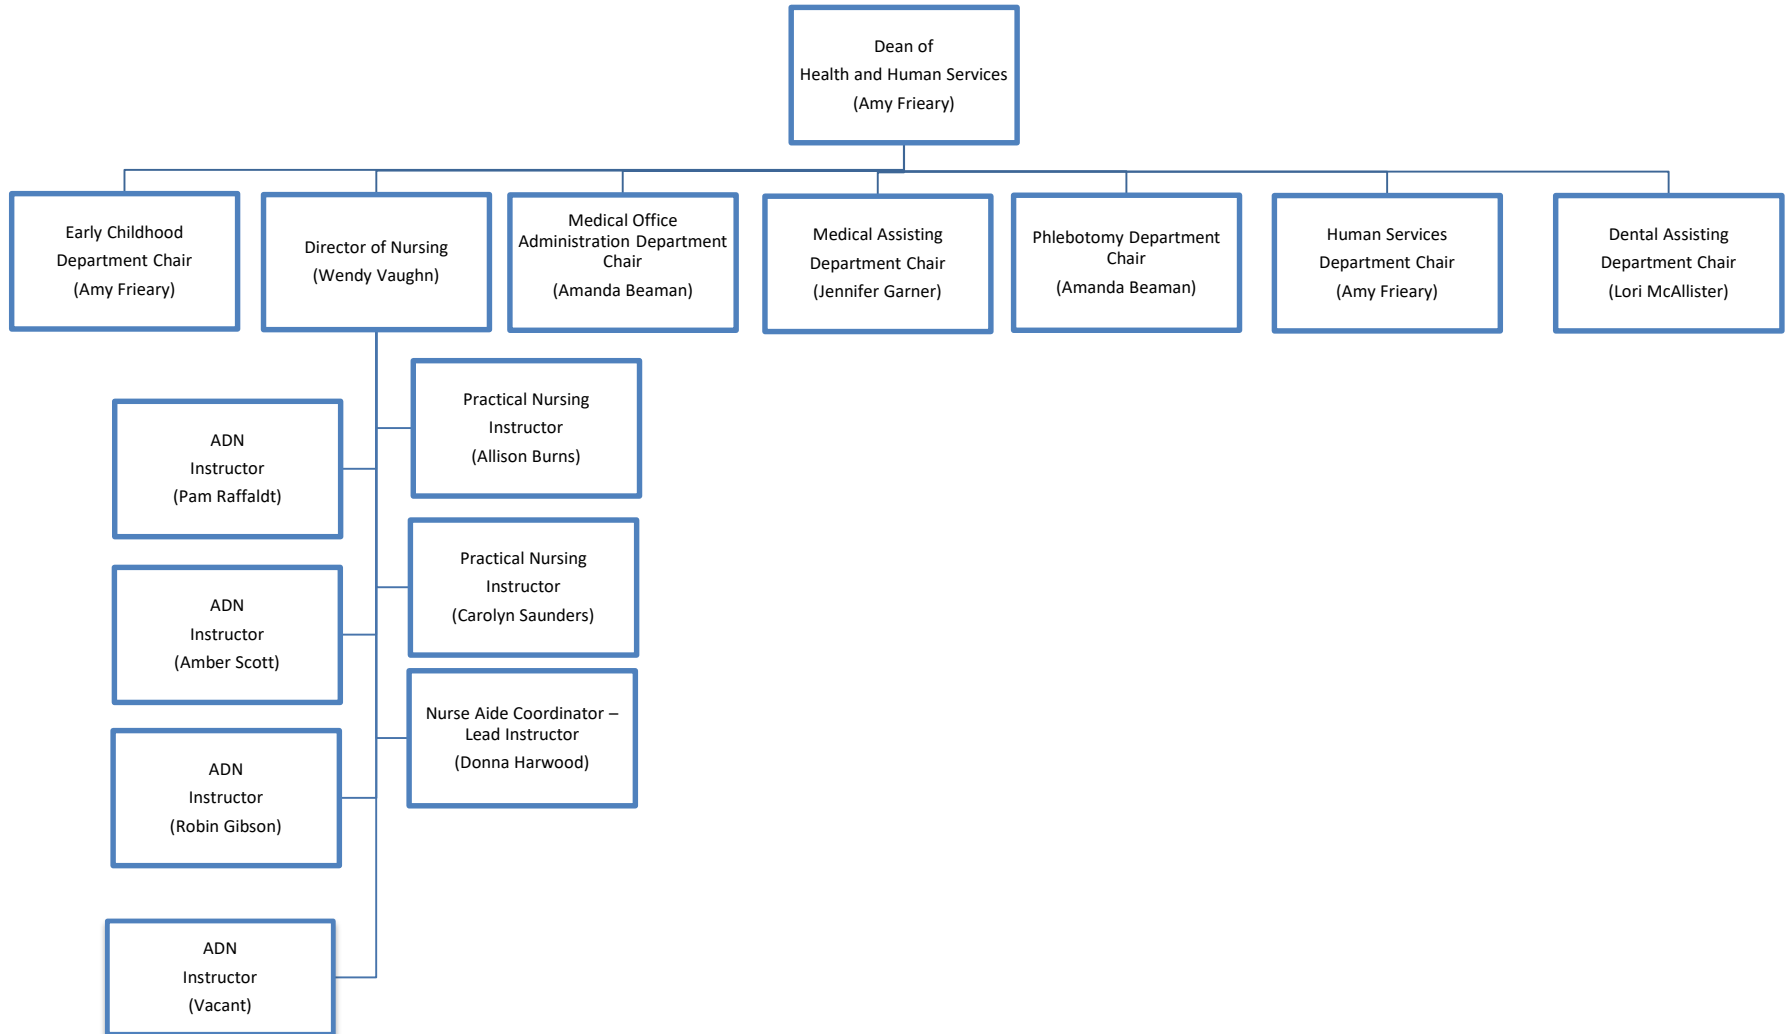 Dean of
Health and Human Services
(Amy Frieary)
Early Childhood
Department Chair
(Amy Frieary)
Director of Nursing
(Wendy Vaughn)
Medical Office
Administration Department
Chair
(Amanda Beaman)
Medical Assisting
Department Chair
(Jennifer Garner)
Phlebotomy Department
Chair
(Amanda Beaman)
Human Services
Department Chair
(Amy Frieary)
Dental Assisting
Department Chair
(Lori McAllister)
Practical Nursing
Instructor
(Allison Burns)
ADN
Instructor
(Pam Raffaldt)
Practical Nursing
Instructor
(Carolyn Saunders)
ADN
Instructor
(Amber Scott)
Nurse Aide Coordinator –
Lead Instructor
(Donna Harwood)
ADN
Instructor
(Robin Gibson)
ADN
Instructor
(Vacant)